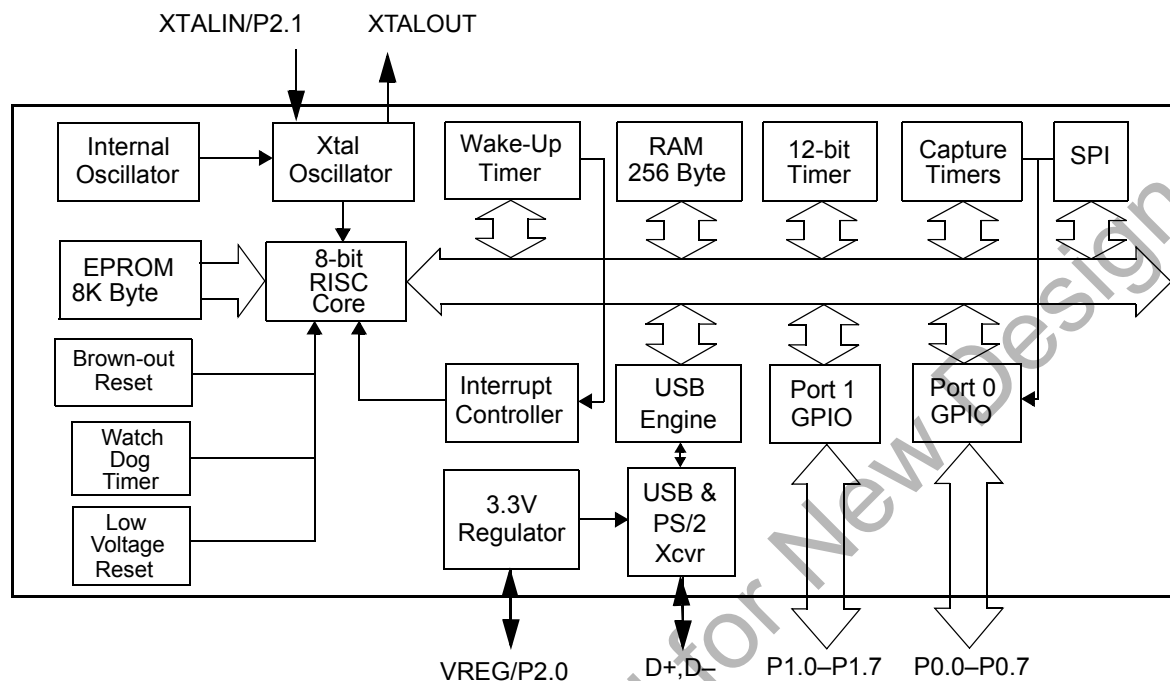 XTALIN/P2.1
XTALOUT
Internal
Oscillator
Xtal
Oscillator
Wake-Up
Timer
RAM
256 Byte
12-bit
Timer
Capture
Timers
SPI
EPROM
8K Byte
8-bit
RISC
Core
Brown-out
Reset
Watch
Dog
Timer
Low
Voltage
Reset
Interrupt
Controller
USB
Engine
Port 1
GPIO
Port 0
GPIO
3.3V
Regulator
USB &
PS/2
Xcvr
VREG/P2.0
D+,D–
P1.0–P1.7
P0.0–P0.7
for New Design